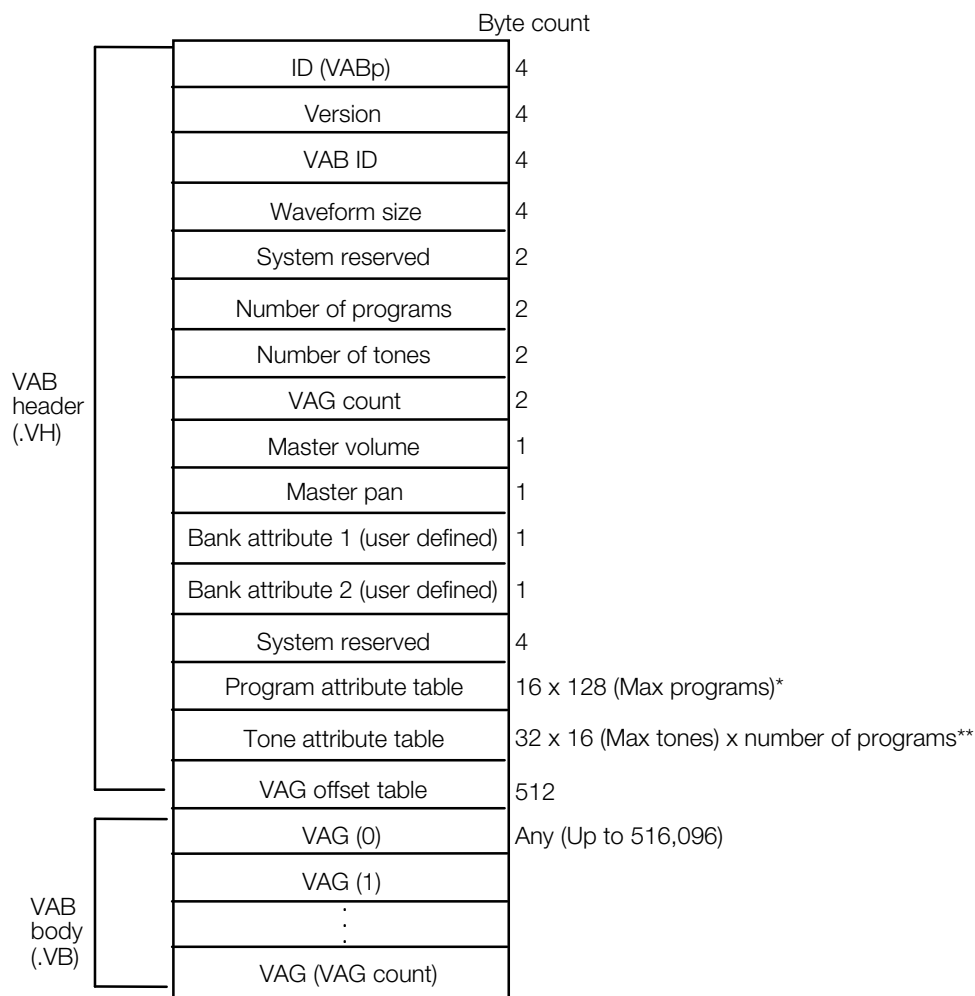 Byte count
ID (VABp) 4
Version 4
VAB ID 4
Waveform size 4
System reserved 2
Number of programs 2
Number of tones 2
VAG count 2
Master volume 1
Master pan 1
Bank attribute 1 (user defined) 1
Bank attribute 2 (user defined) 1
System reserved 4
Program attribute table 16 x 128 (Max programs)*
Tone attribute table 32 x 16 (Max tones) x number of programs**
VAG offset table 512
VAB
header
(.VH)
VAG (0) Any (Up to 516,096)
VAG (1)
:
VAG (VAG count)
VAB
body
(.VB)